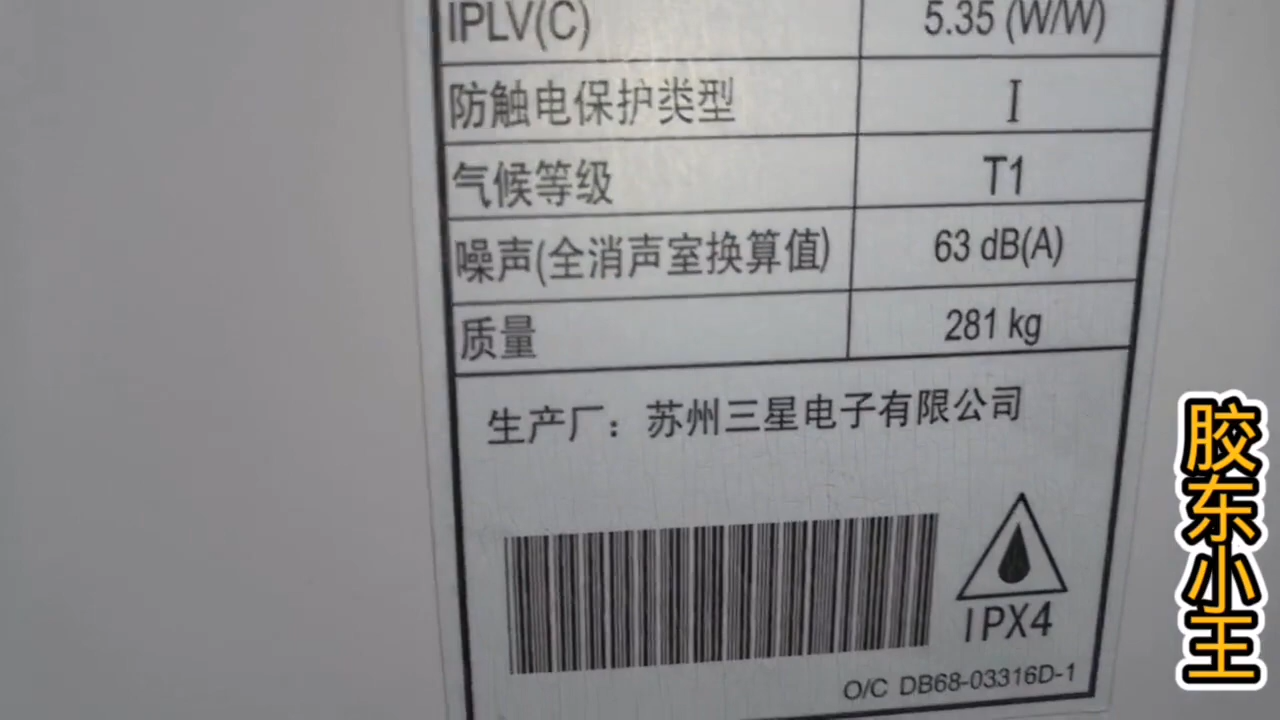 IPLV(C) 5.35 (W/W)
防触电保护类型 I
气候等级 T1
噪声(全消声室换算值) 63 dB(A)
质量 281 kg
生产厂：苏州三星电子有限公司
IPX4
O/C DB68-03316D-1
胶东小王